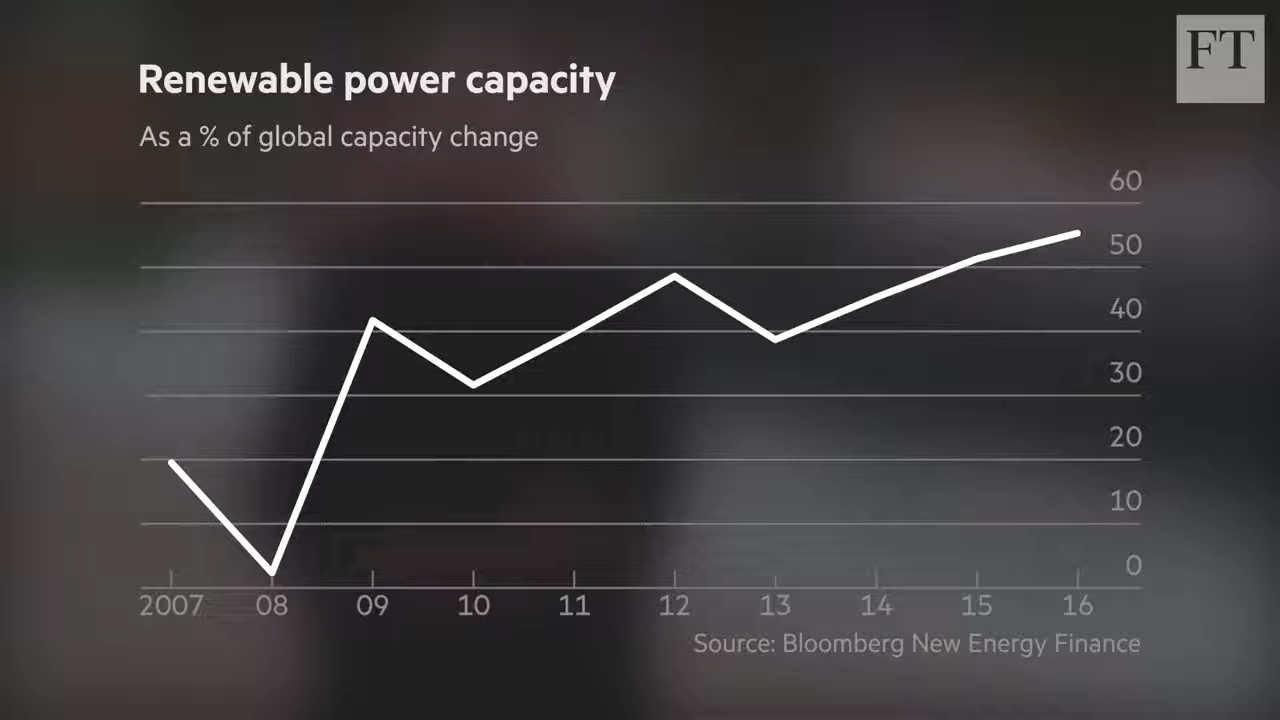 FT
Renewable power capacity
As a % of global capacity change
60
50
40
30
20
10
0
2007 08 09 10 11 12 13 14 15 16
Source: Bloomberg New Energy Finance